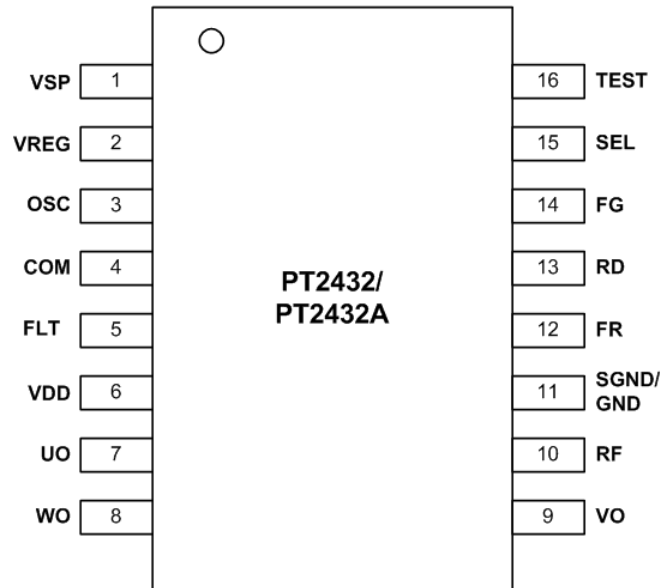 VSP 1
VREG 2
OSC 3
COM 4
FLT 5
VDD 6
UO 7
WO 8
PT2432/
PT2432A
16 TEST
15 SEL
14 FG
13 RD
12 FR
11 SGND/
GND
10 RF
9 VO